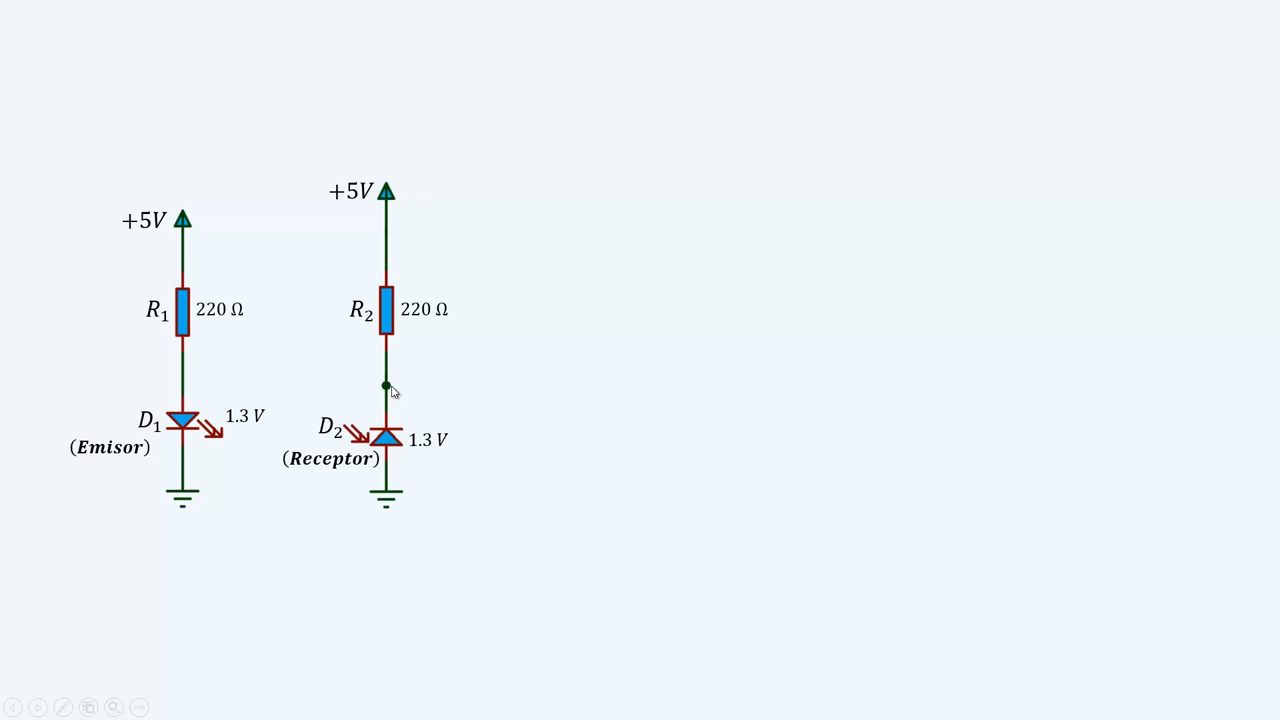 +5V
R₁ 220 Ω
D₁ 1.3 V
(Emisor)
+5V
R₂ 220 Ω
D₂ 1.3 V
(Receptor)